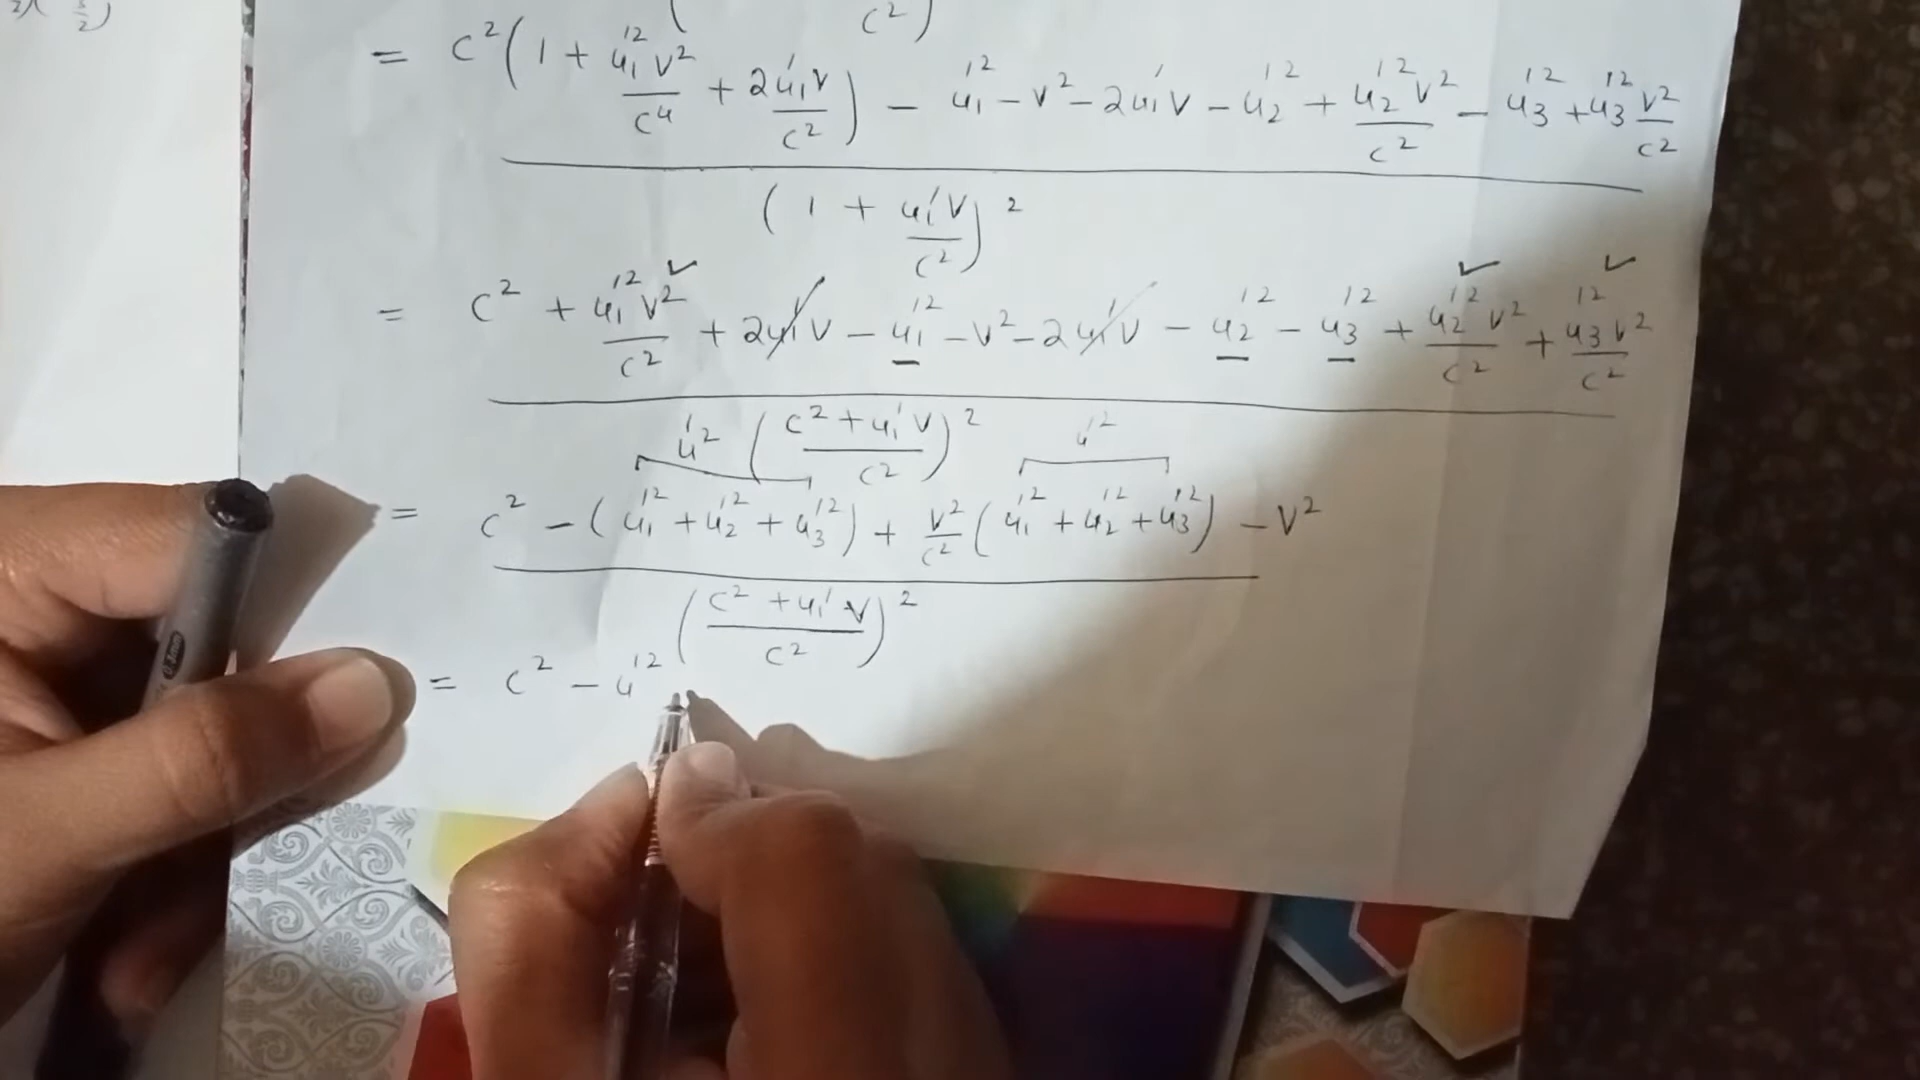 c²)
= c²(1 + u₁'²v²/c⁴ + 2u₁'v/c²) - u₁'² - v² - 2u₁'v - u₂'² + u₂'²v²/c² - u₃'² + u₃'² v²/c²
(1 + u₁'v/c²)²
= c² + u₁'²v²/c² + 2u₁'v - u₁'² - v² - 2u₁'v - u₂'² - u₃'² + u₂'²v²/c² + u₃'²v²/c²
(c² + u₁'v/c²)²
u'² u'²
= c² - (u₁'² + u₂'² + u₃'²) + v²/c² (u₁'² + u₂'² + u₃'²) - v²
(c² + u₁'v/c²)²
= c² - u'²